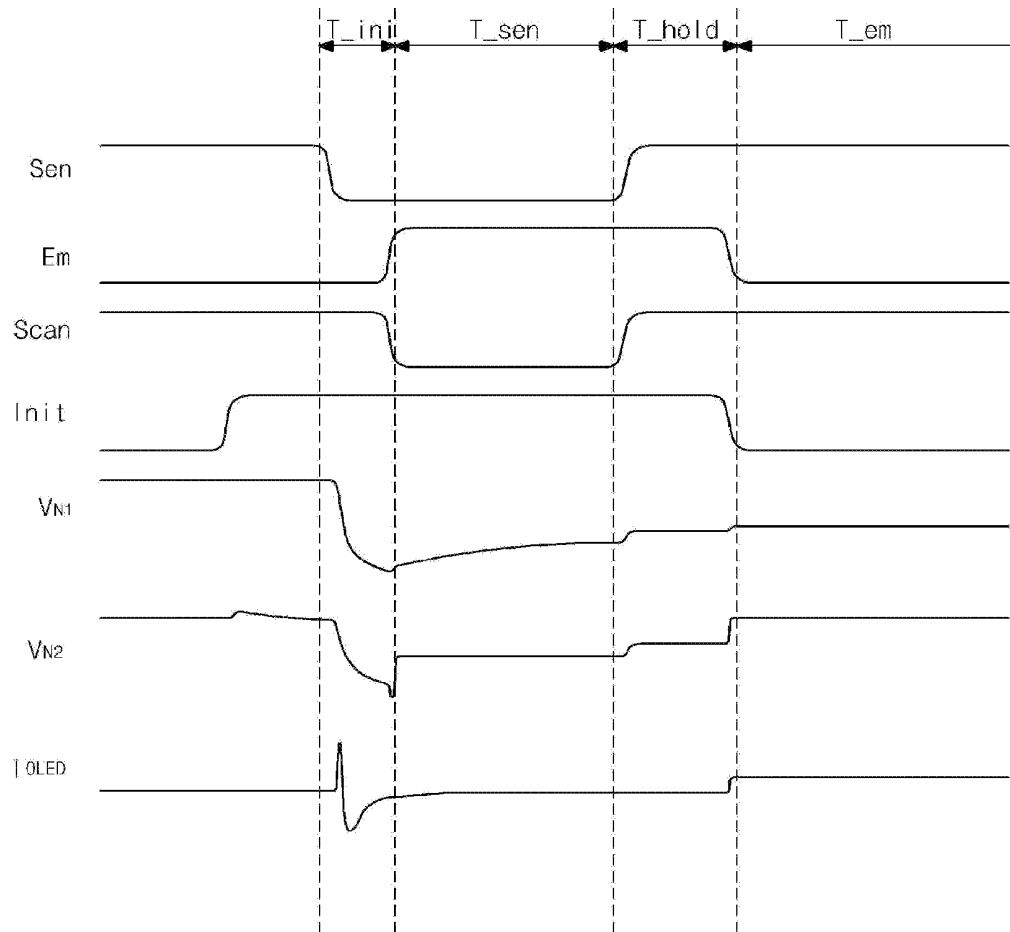 T_ini T_sen T_hold T_em
Sen
Em
Scan
Init
VN1
VN2
IOLED